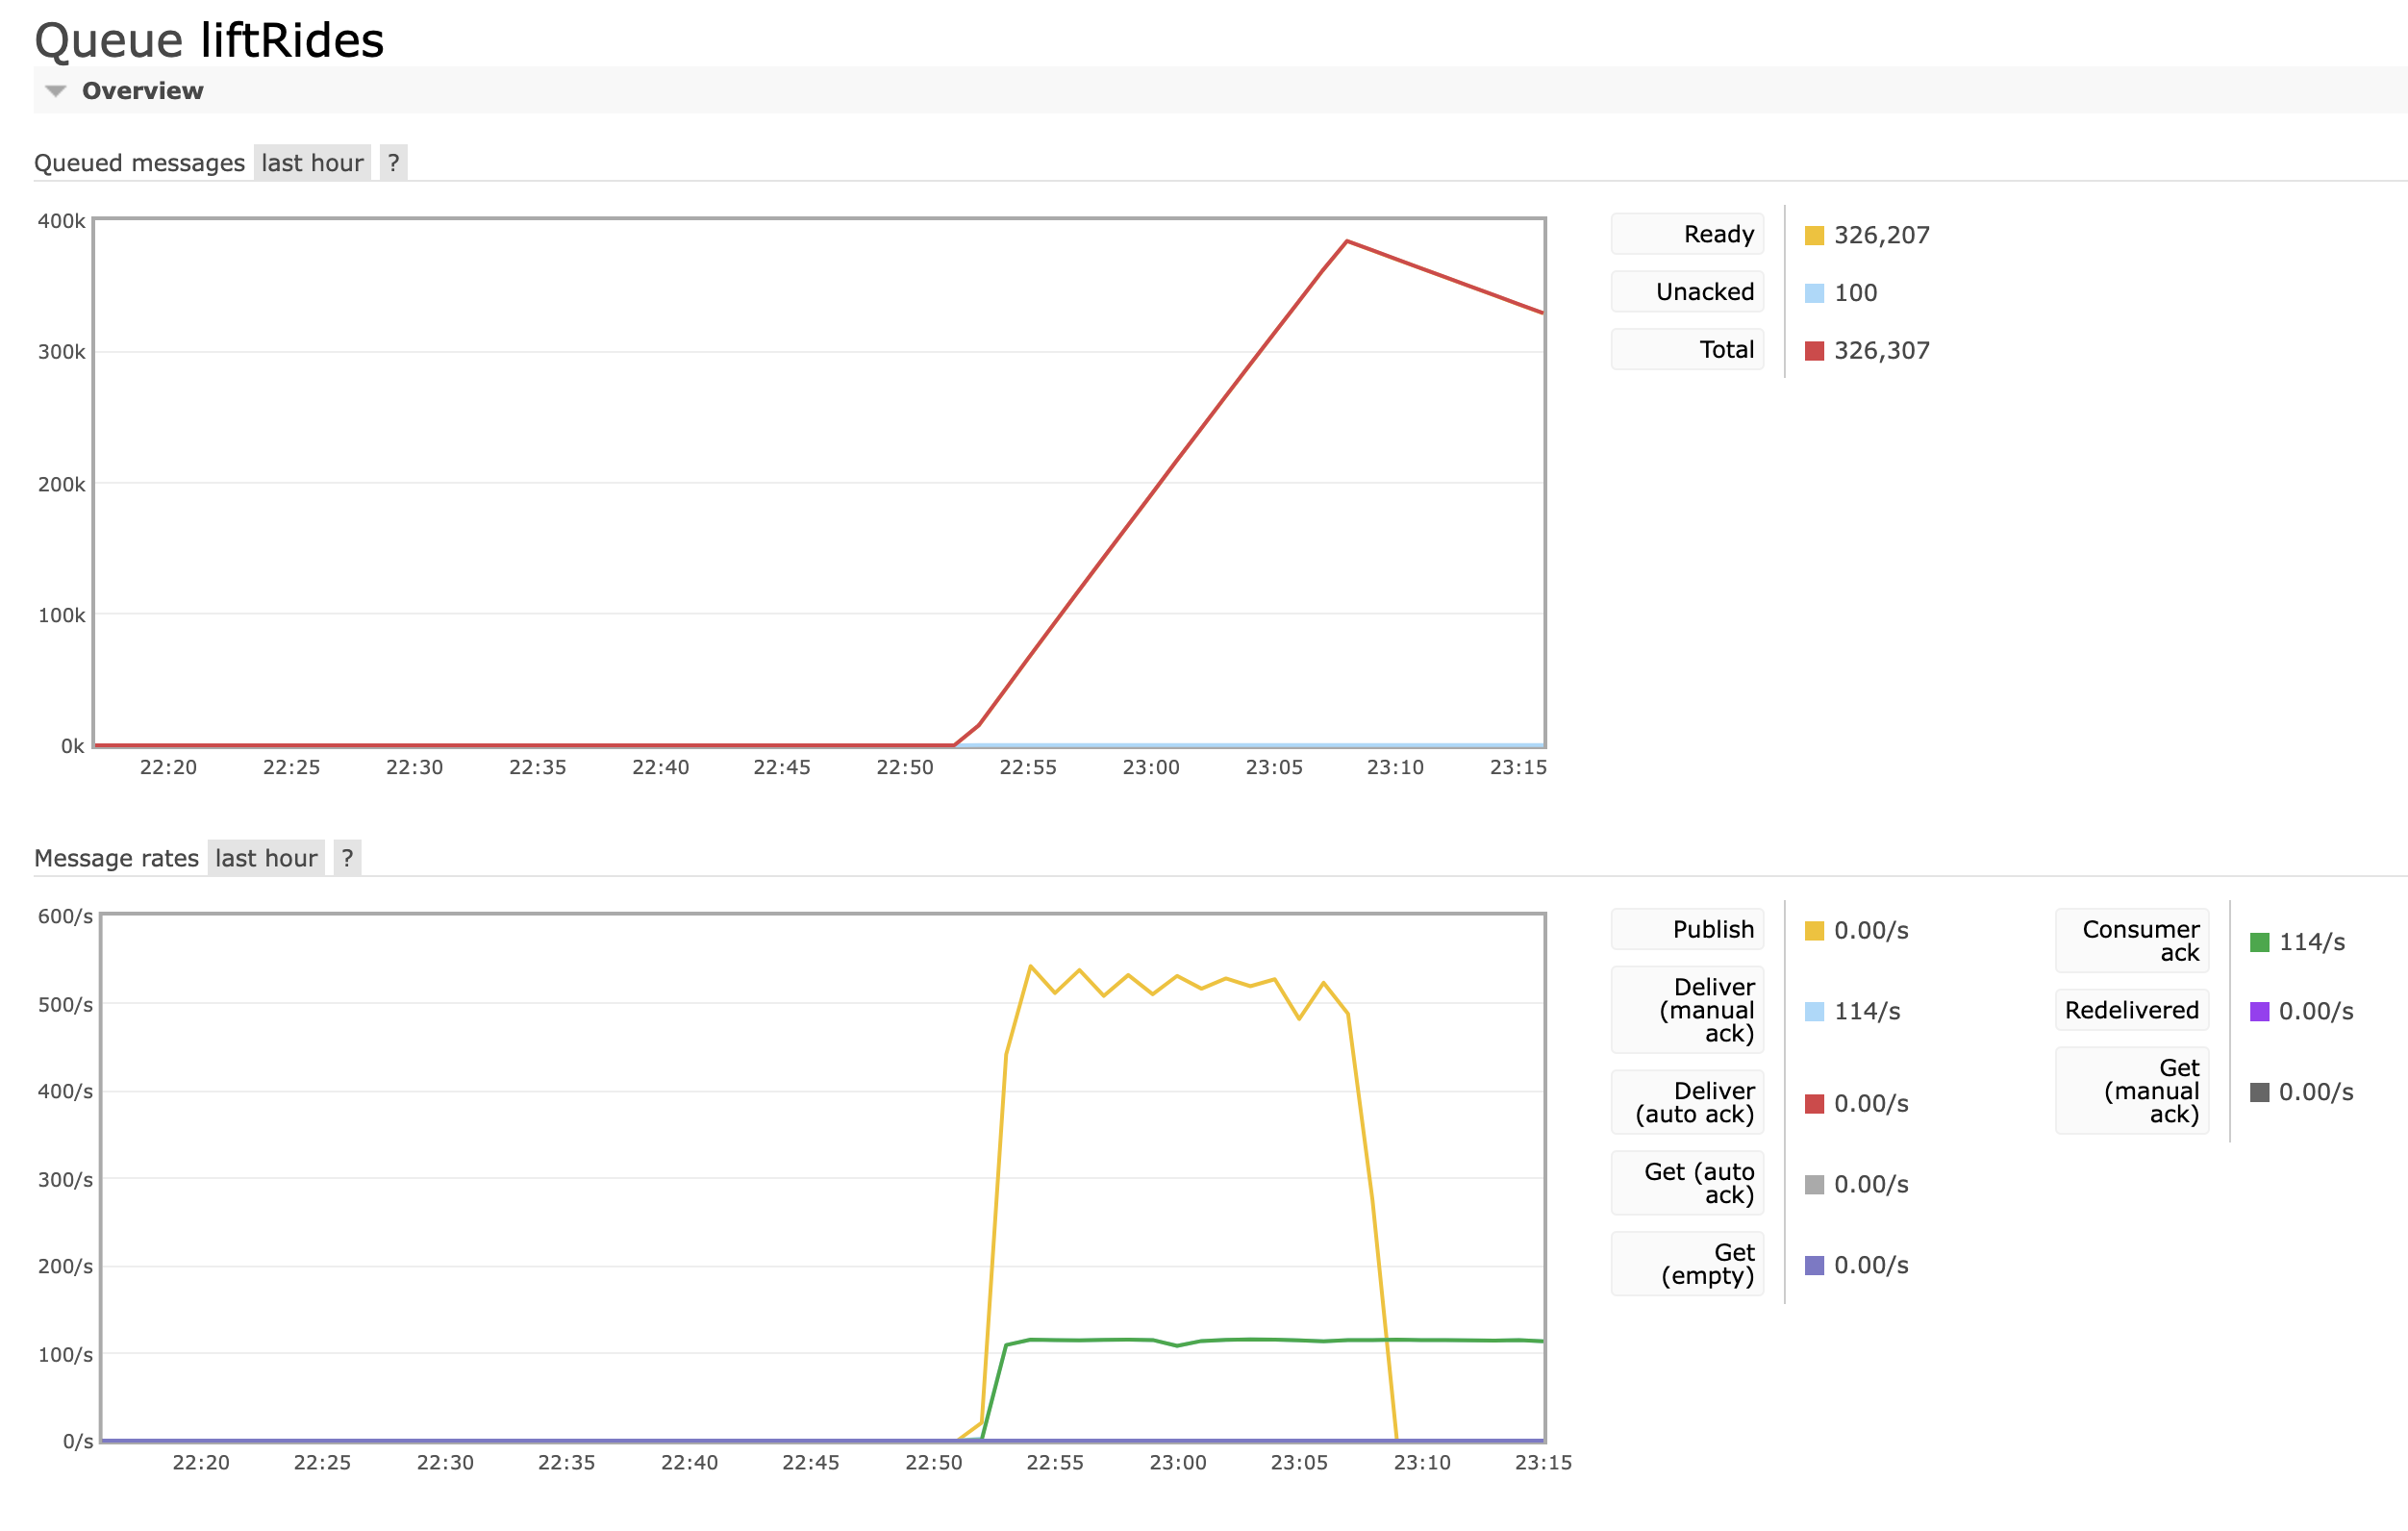 Queue liftRides
Overview
Queued messages last hour ?
400k
300k
200k
100k
0k
22:20 22:25 22:30 22:35 22:40 22:45 22:50 22:55 23:00 23:05 23:10 23:15
Ready 326,207
Unacked 100
Total 326,307
Message rates last hour ?
600/s
500/s
400/s
300/s
200/s
100/s
0/s
22:20 22:25 22:30 22:35 22:40 22:45 22:50 22:55 23:00 23:05 23:10 23:15
Publish 0.00/s
Deliver
(manual 114/s
ack)
Deliver
(auto ack) 0.00/s
Get (auto
ack) 0.00/s
Get
(empty) 0.00/s
Consumer
ack 114/s
Redelivered 0.00/s
Get
(manual 0.00/s
ack)